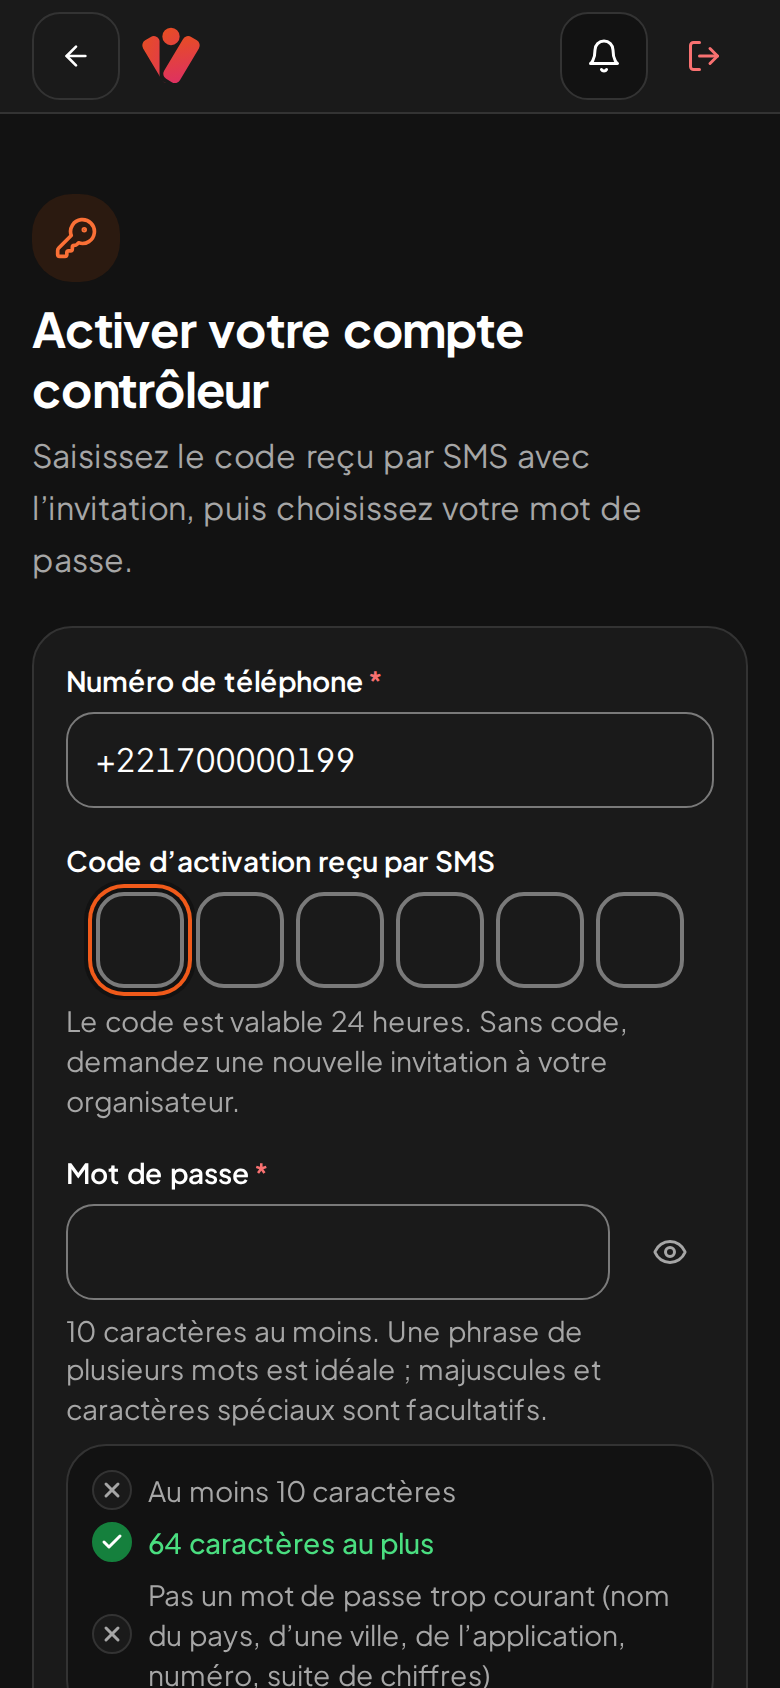 Activer votre compte
contrôleur
Saisissez le code reçu par SMS avec
l’invitation, puis choisissez votre mot de
passe.
Numéro de téléphone *
+221700000199
Code d’activation reçu par SMS
Le code est valable 24 heures. Sans code,
demandez une nouvelle invitation à votre
organisateur.
Mot de passe *
10 caractères au moins. Une phrase de
plusieurs mots est idéale ; majuscules et
caractères spéciaux sont facultatifs.
Au moins 10 caractères
64 caractères au plus
Pas un mot de passe trop courant (nom
du pays, d’une ville, de l’application,
numéro, suite de chiffres)